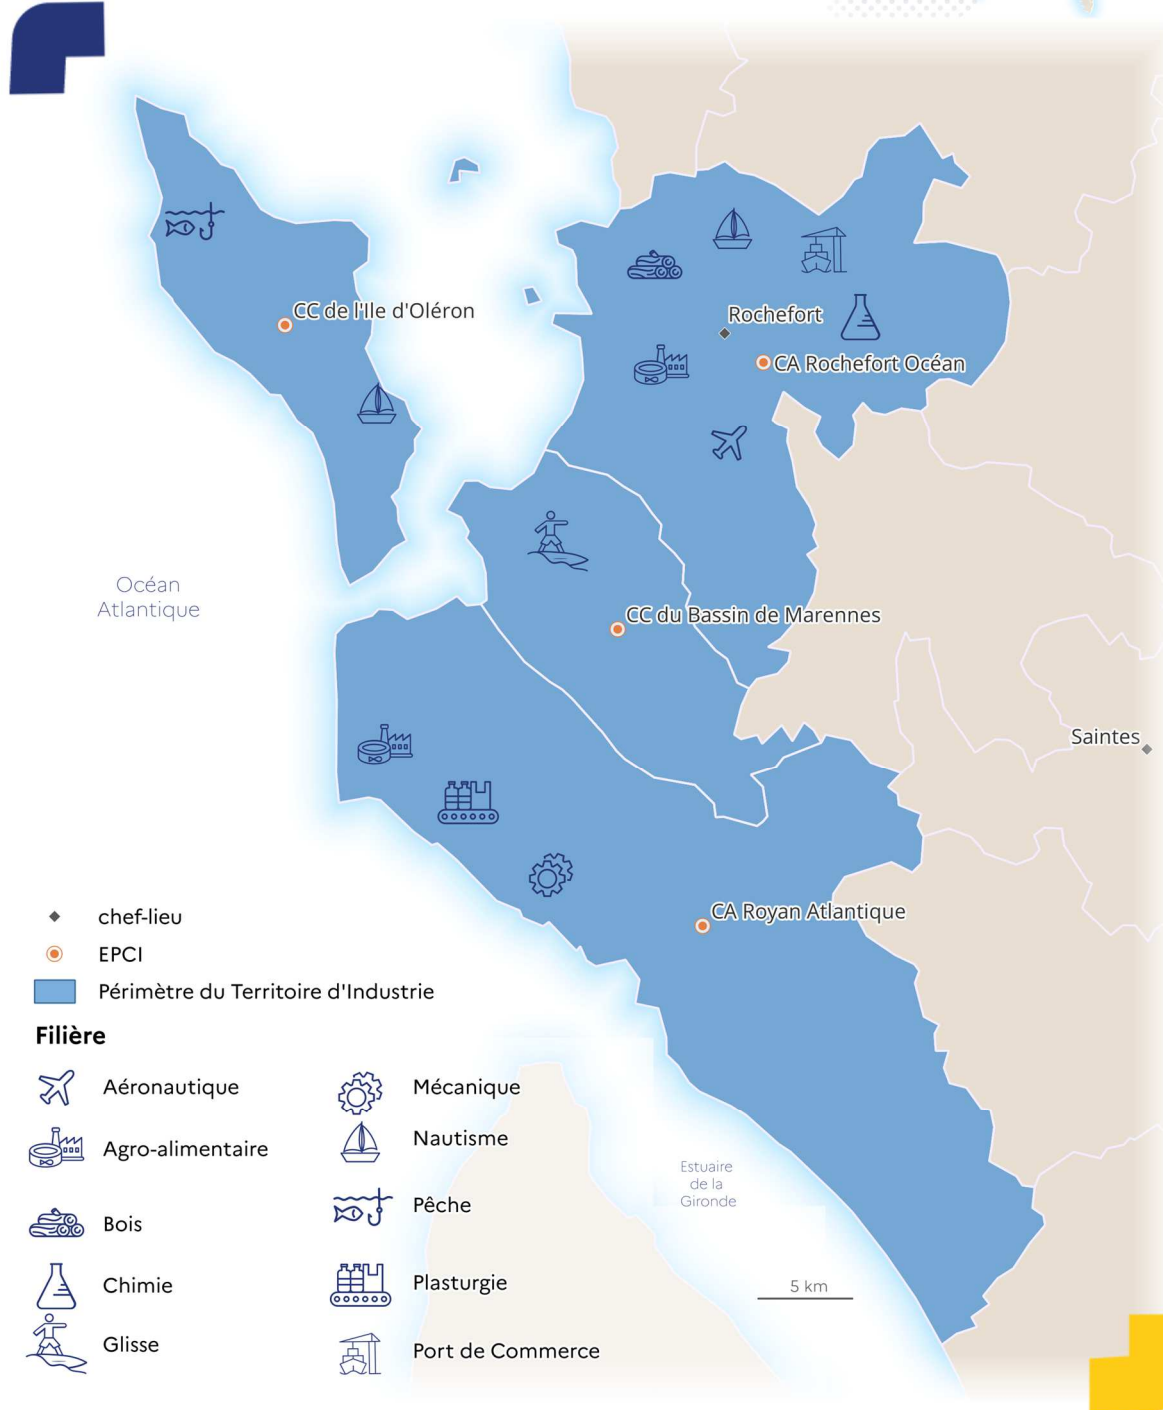 CC de l'Ile d'Oléron
Rochefort
CA Rochefort Océan
Océan
Atlantique
CC du Bassin de Marennes
Saintes
CA Royan Atlantique
chef-lieu
EPCI
Périmètre du Territoire d'Industrie
Filière
Aéronautique
Mécanique
Agro-alimentaire
Nautisme
Bois
Pêche
Chimie
Plasturgie
Glisse
Port de Commerce
Estuaire
de la
Gironde
5 km